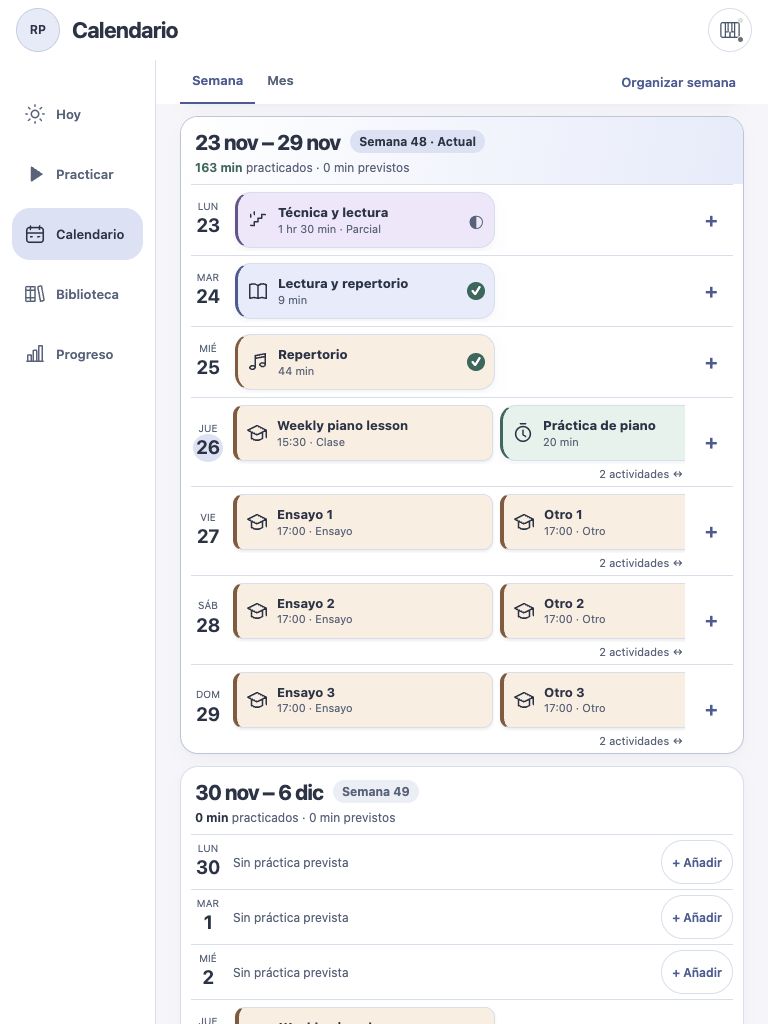 RP
Calendario
Semana
Mes
Organizar semana
Hoy
Practicar
Calendario
Biblioteca
Progreso
23 nov – 29 nov
Semana 48 · Actual
163 min practicados · 0 min previstos
LUN
23
Técnica y lectura
1 hr 30 min · Parcial
+
MAR
24
Lectura y repertorio
9 min
+
MIÉ
25
Repertorio
44 min
+
JUE
26
Weekly piano lesson
15:30 · Clase
Práctica de piano
20 min
+
2 actividades ↔
VIE
27
Ensayo 1
17:00 · Ensayo
Otro 1
17:00 · Otro
+
2 actividades ↔
SÁB
28
Ensayo 2
17:00 · Ensayo
Otro 2
17:00 · Otro
+
2 actividades ↔
DOM
29
Ensayo 3
17:00 · Ensayo
Otro 3
17:00 · Otro
+
2 actividades ↔
30 nov – 6 dic
Semana 49
0 min practicados · 0 min previstos
LUN
30
Sin práctica prevista
+ Añadir
MAR
1
Sin práctica prevista
+ Añadir
MIÉ
2
Sin práctica prevista
+ Añadir
JUE